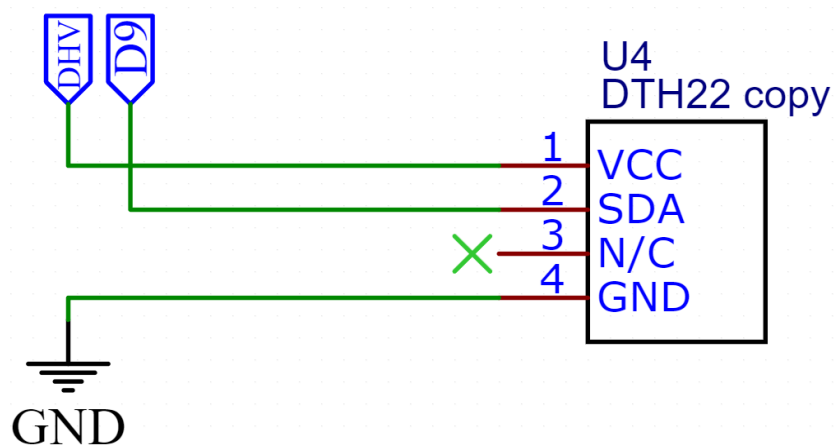 DHV
D9
U4
DTH22 copy
1
VCC
2
SDA
3
N/C
4
GND
GND